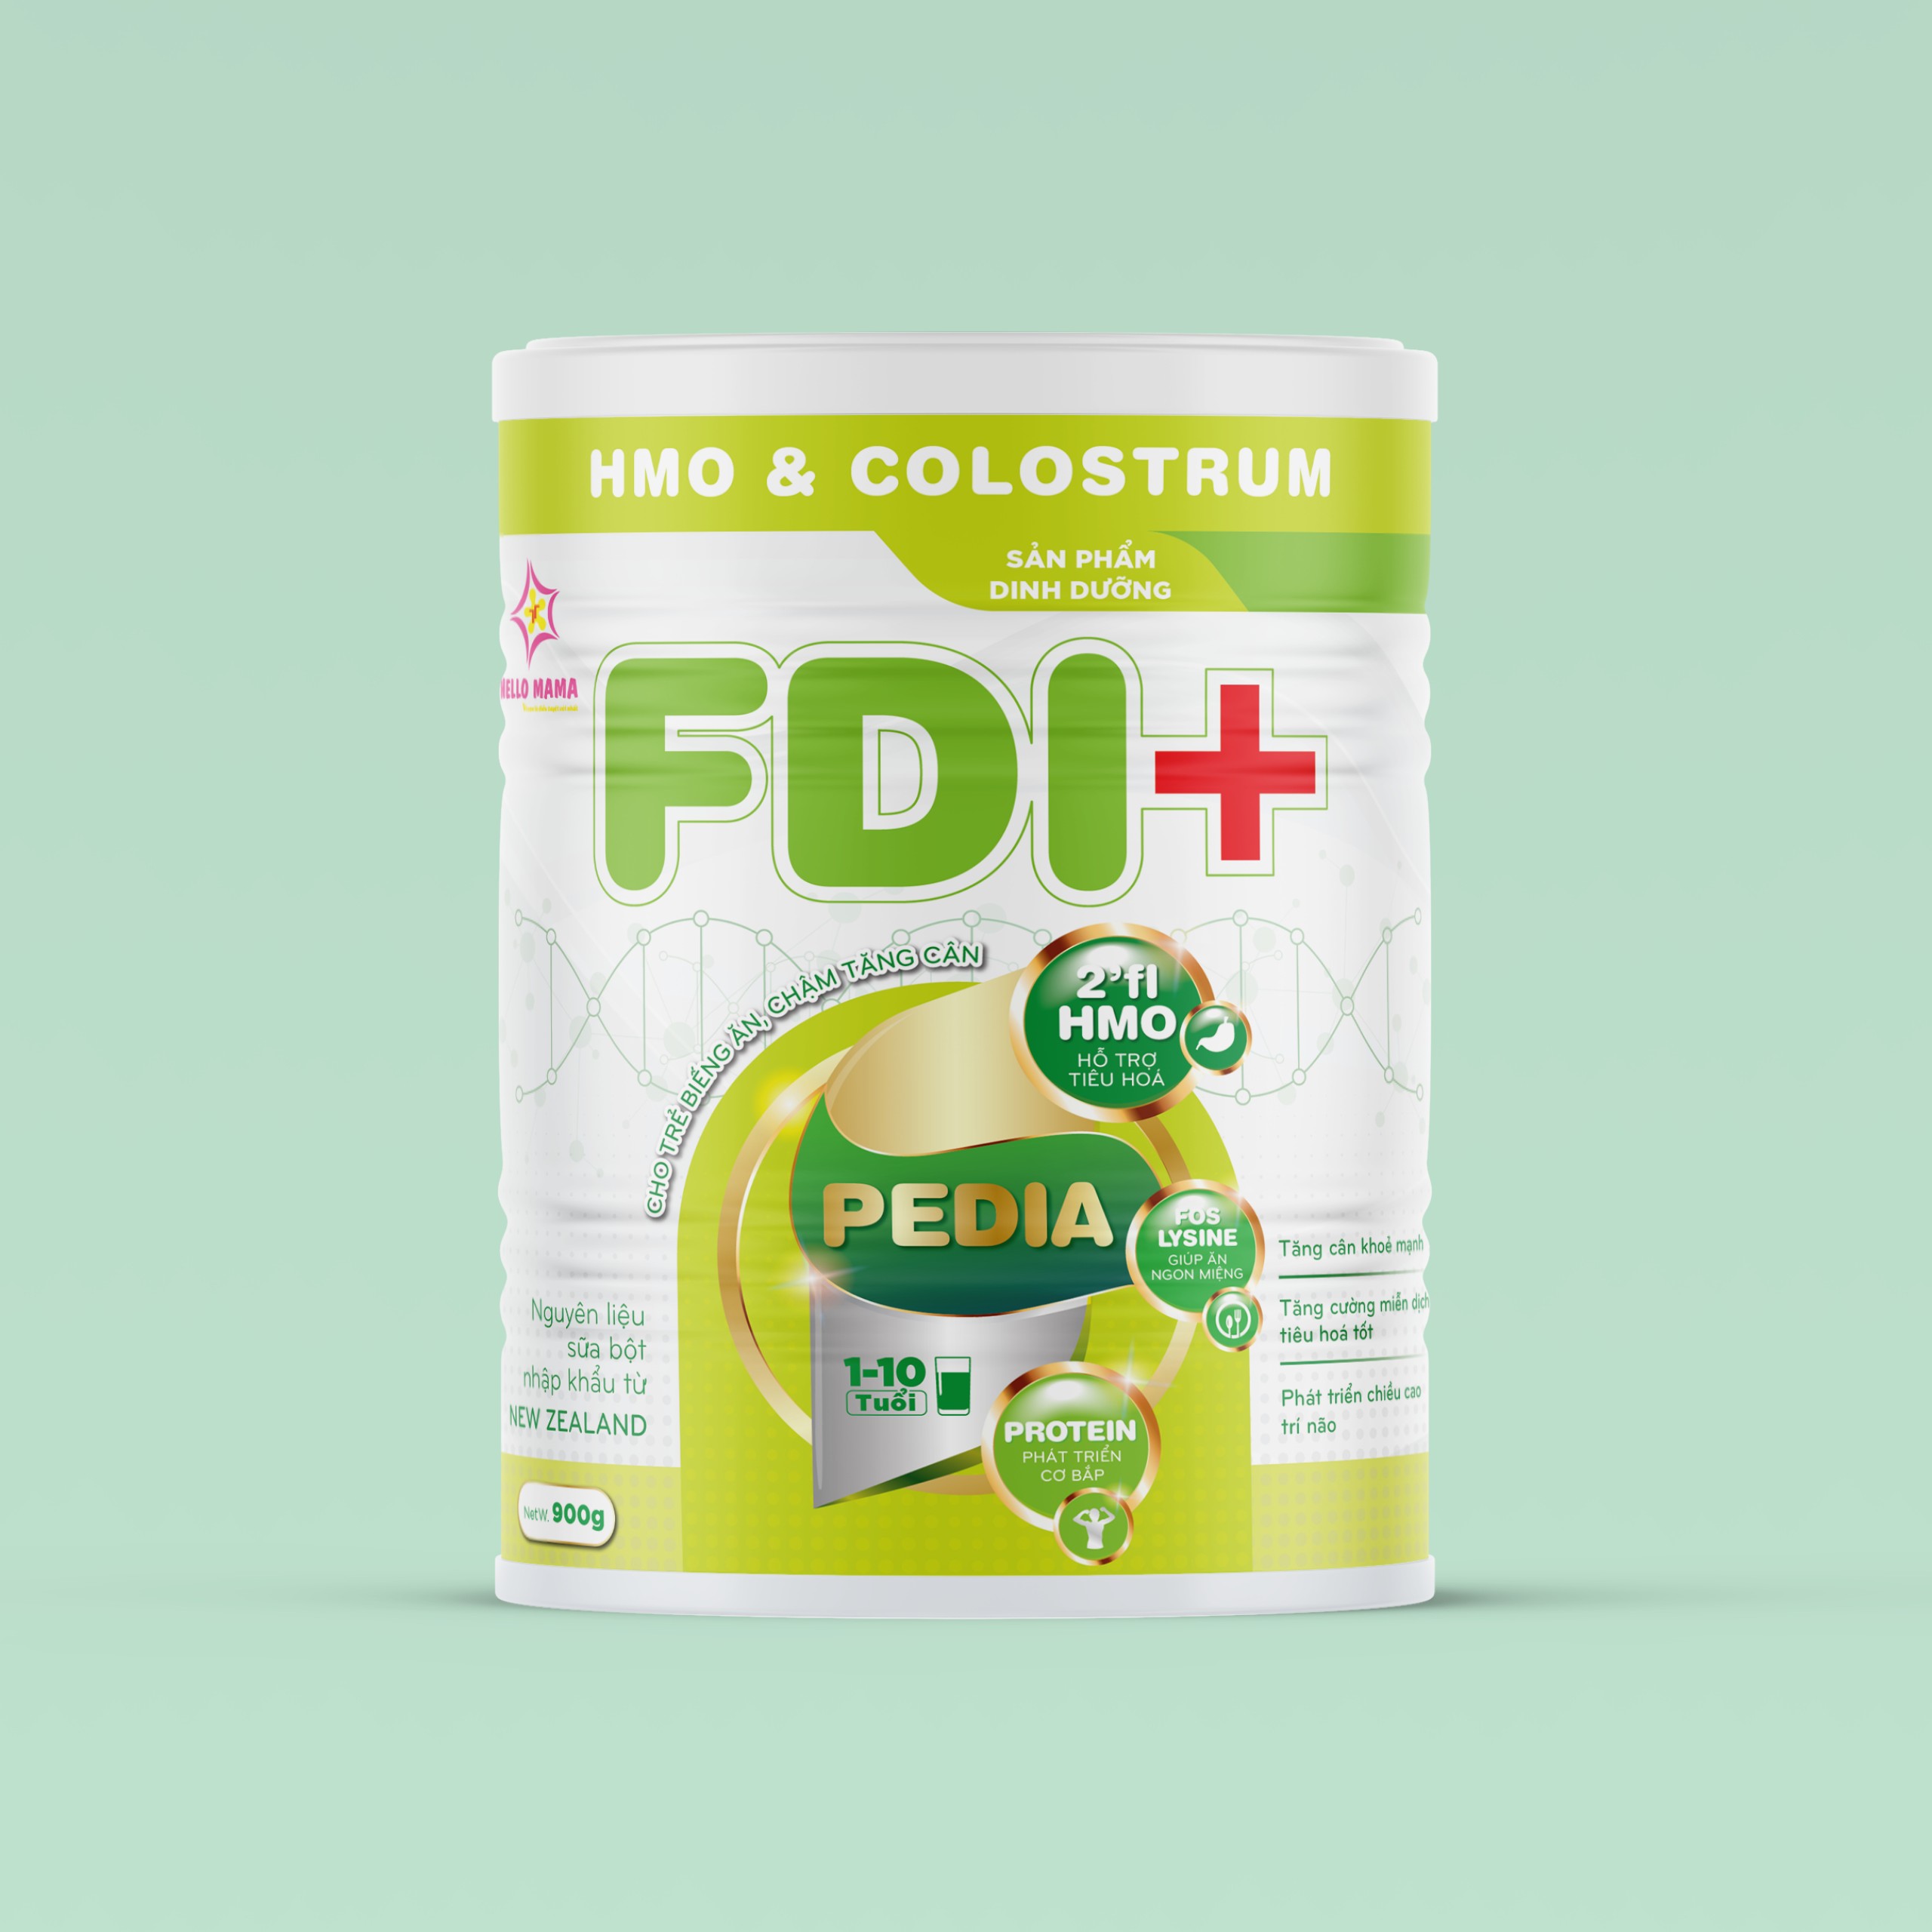 HMO & COLOSTRUM
SẢN PHẨM
DINH DƯỠNG
HELLO MAMA
FDI+
CHO TRẺ BIẾNG ĂN, CHẬM TĂNG CÂN
2’fl
HMO
HỖ TRỢ
TIÊU HOÁ
PEDIA
FOS
LYSINE
GIÚP ĂN
NGON MIỆNG
Tăng cân khoẻ mạnh
Tăng cường miễn dịch
tiêu hoá tốt
Phát triển chiều cao
trí não
Nguyên liệu
sữa bột
nhập khẩu từ
NEW ZEALAND
1-10
Tuổi
PROTEIN
PHÁT TRIỂN
CƠ BẮP
NetW. 900g